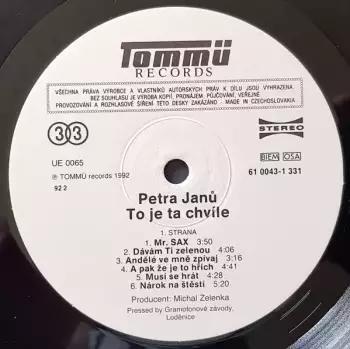 Tommü
RECORDS
VŠECHNA PRÁVA VÝROBCE A VLASTNÍKŮ AUTORSKÝCH PRÁV K DÍLU JSOU VYHRAZENA.
BEZ SOUHLASU JE VÝROBA KOPIÍ, PRONÁJEM, PŮJČOVÁNÍ, VEŘEJNÉ
PROVOZOVÁNÍ A ROZHLASOVÉ ŠÍŘENÍ TÉTO DESKY ZAKÁZÁNO - MADE IN CZECHOSLOVAKIA
33
STEREO
UE 0065
BIEM OSA
Ⓟ TOMMÜ records 1992
61 0043-1 331
92 2
Petra Janů
To je ta chvíle
1. STRANA
1. Mr. SAX 3:50
2. Dávám Ti zelenou 4:06
3. Andělé ve mně zpívaj 3:16
4. A pak že je to hřích 4:41
5. Musí se hrát 4:28
6. Nárok na štěstí 5:20
Producent: Michal Zelenka
Pressed by Gramofonové závody,
Loděnice